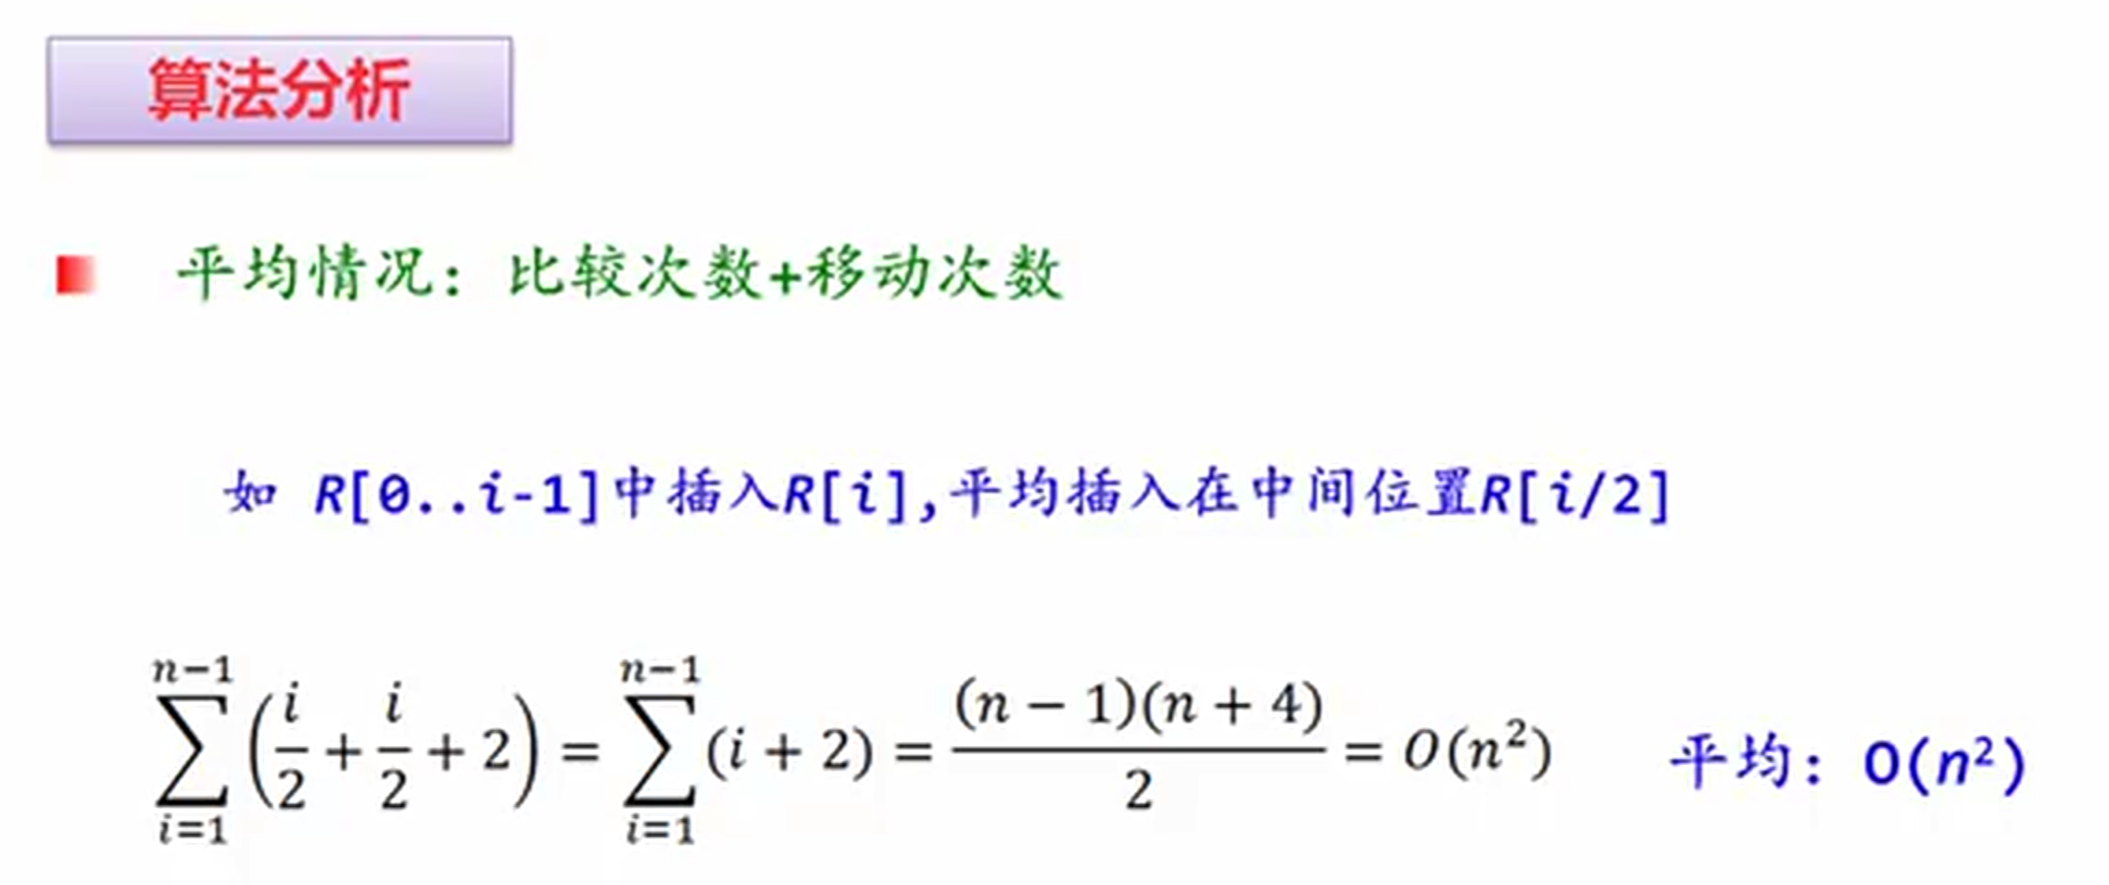 算法分析
平均情况：比较次数+移动次数
如 R[0..i-1]中插入R[i],平均插入在中间位置R[i/2]
\sum_{i=1}^{n-1}\left(\frac{i}{2}+\frac{i}{2}+2\right)=\sum_{i=1}^{n-1}(i+2)=\frac{(n-1)(n+4)}{2}=O(n^2) 平均：O(n²)